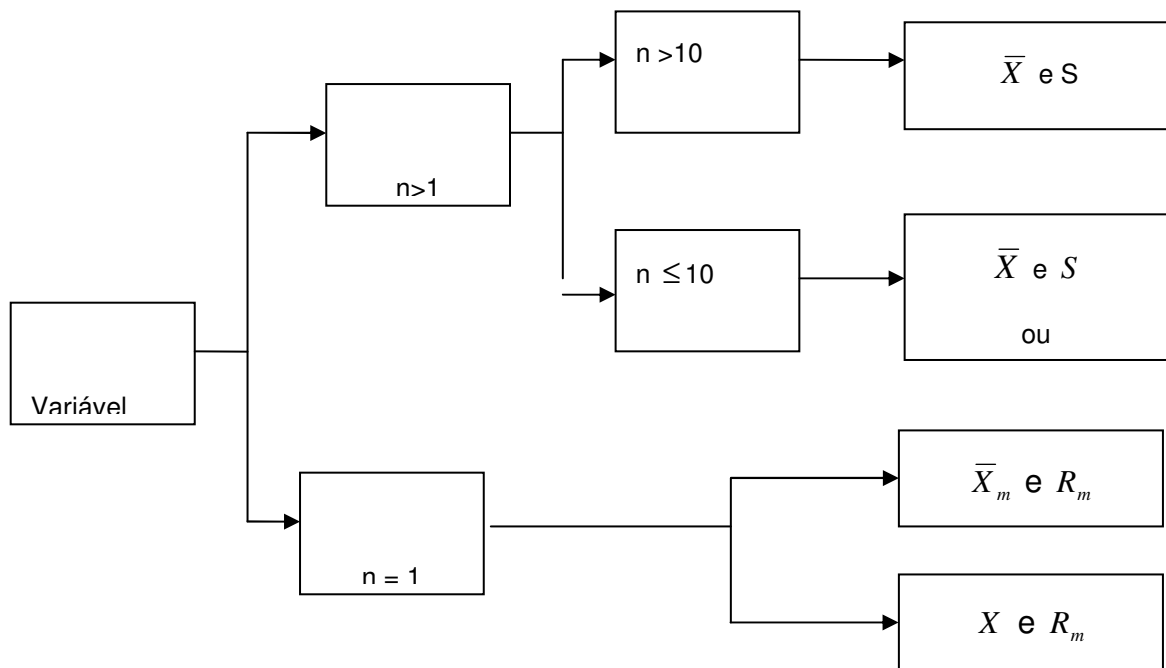 n >10
X̅ e S
n>1
n ≤10
X̅ e S
ou
Variável
X̅ₘ e Rₘ
n = 1
X e Rₘ